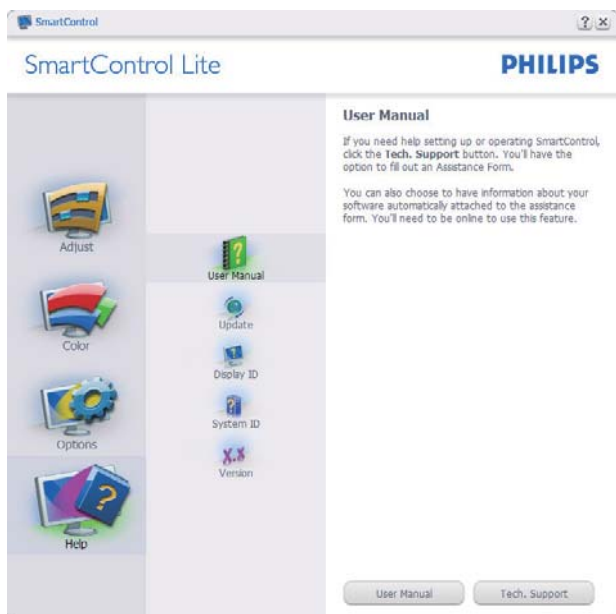 SmartControl
SmartControl Lite
PHILIPS
Adjust
Color
Options
Help
User Manual
Update
Display ID
System ID
Version
User Manual
If you need help setting up or operating SmartControl,
click the Tech. Support button. You'll have the
option to fill out an Assistance Form.
You can also choose to have information about your
software automatically attached to the assistance
form. You'll need to be online to use this feature.
User Manual
Tech. Support